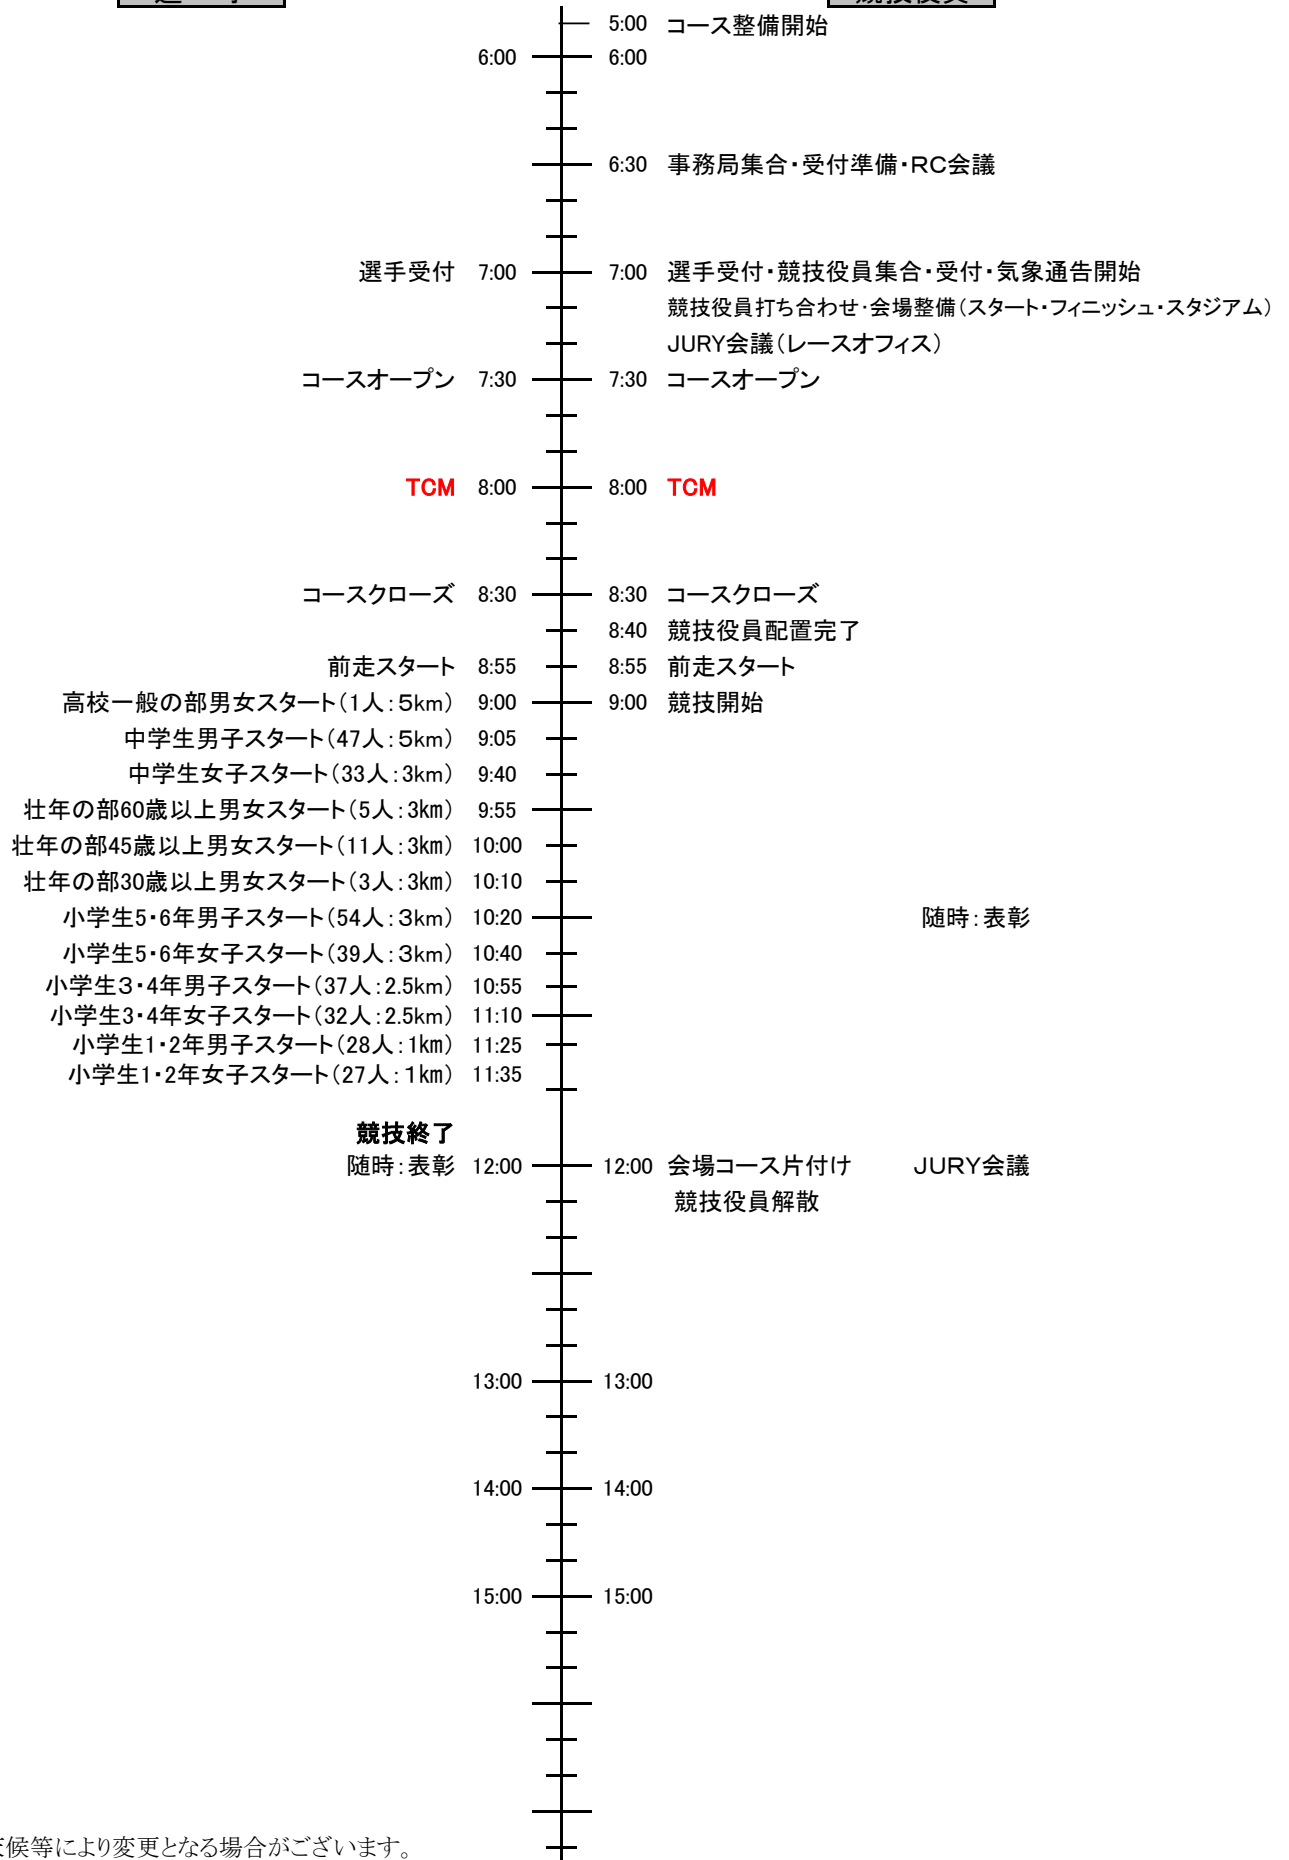 5:00 コース整備開始
6:00 6:00
6:30 事務局集合・受付準備・RC会議
選手受付 7:00 7:00 選手受付・競技役員集合・受付・気象通告開始
競技役員打ち合わせ・会場整備（スタート・フィニッシュ・スタジアム）
JURY会議（レースオフィス）
コースオープン 7:30 7:30 コースオープン
TCM 8:00 8:00 TCM
コースクローズ 8:30 8:30 コースクローズ
8:40 競技役員配置完了
前走スタート 8:55 8:55 前走スタート
高校一般の部男女スタート（1人：5km） 9:00 9:00 競技開始
中学生男子スタート（47人：5km） 9:05
中学生女子スタート（33人：3km） 9:40
壮年の部60歳以上男女スタート（5人：3km） 9:55
壮年の部45歳以上男女スタート（11人：3km） 10:00
壮年の部30歳以上男女スタート（3人：3km） 10:10
小学生5・6年男子スタート（54人：3km） 10:20 随時：表彰
小学生5・6年女子スタート（39人：3km） 10:40
小学生３・4年男子スタート（37人：2.5km） 10:55
小学生3・4年女子スタート（32人：2.5km） 11:10
小学生1・2年男子スタート（28人：1km） 11:25
小学生1・2年女子スタート（27人：1km） 11:35
競技終了
随時：表彰 12:00 12:00 会場コース片付け JURY会議
競技役員解散
13:00 13:00
14:00 14:00
15:00 15:00
候等により変更となる場合がございます。